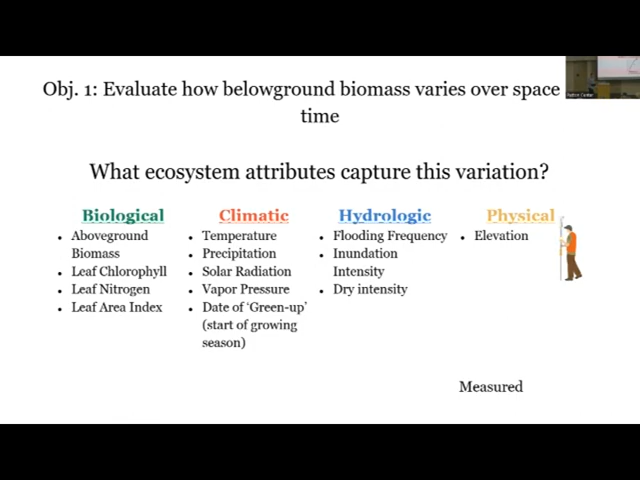 Obj. 1: Evaluate how belowground biomass varies over space
time
What ecosystem attributes capture this variation?
Biological
• Aboveground
Biomass
• Leaf Chlorophyll
• Leaf Nitrogen
• Leaf Area Index
Climatic
• Temperature
• Precipitation
• Solar Radiation
• Vapor Pressure
• Date of ‘Green-up’
(start of growing
season)
Hydrologic
• Flooding Frequency
• Inundation
Intensity
• Dry intensity
Physical
• Elevation
Measured